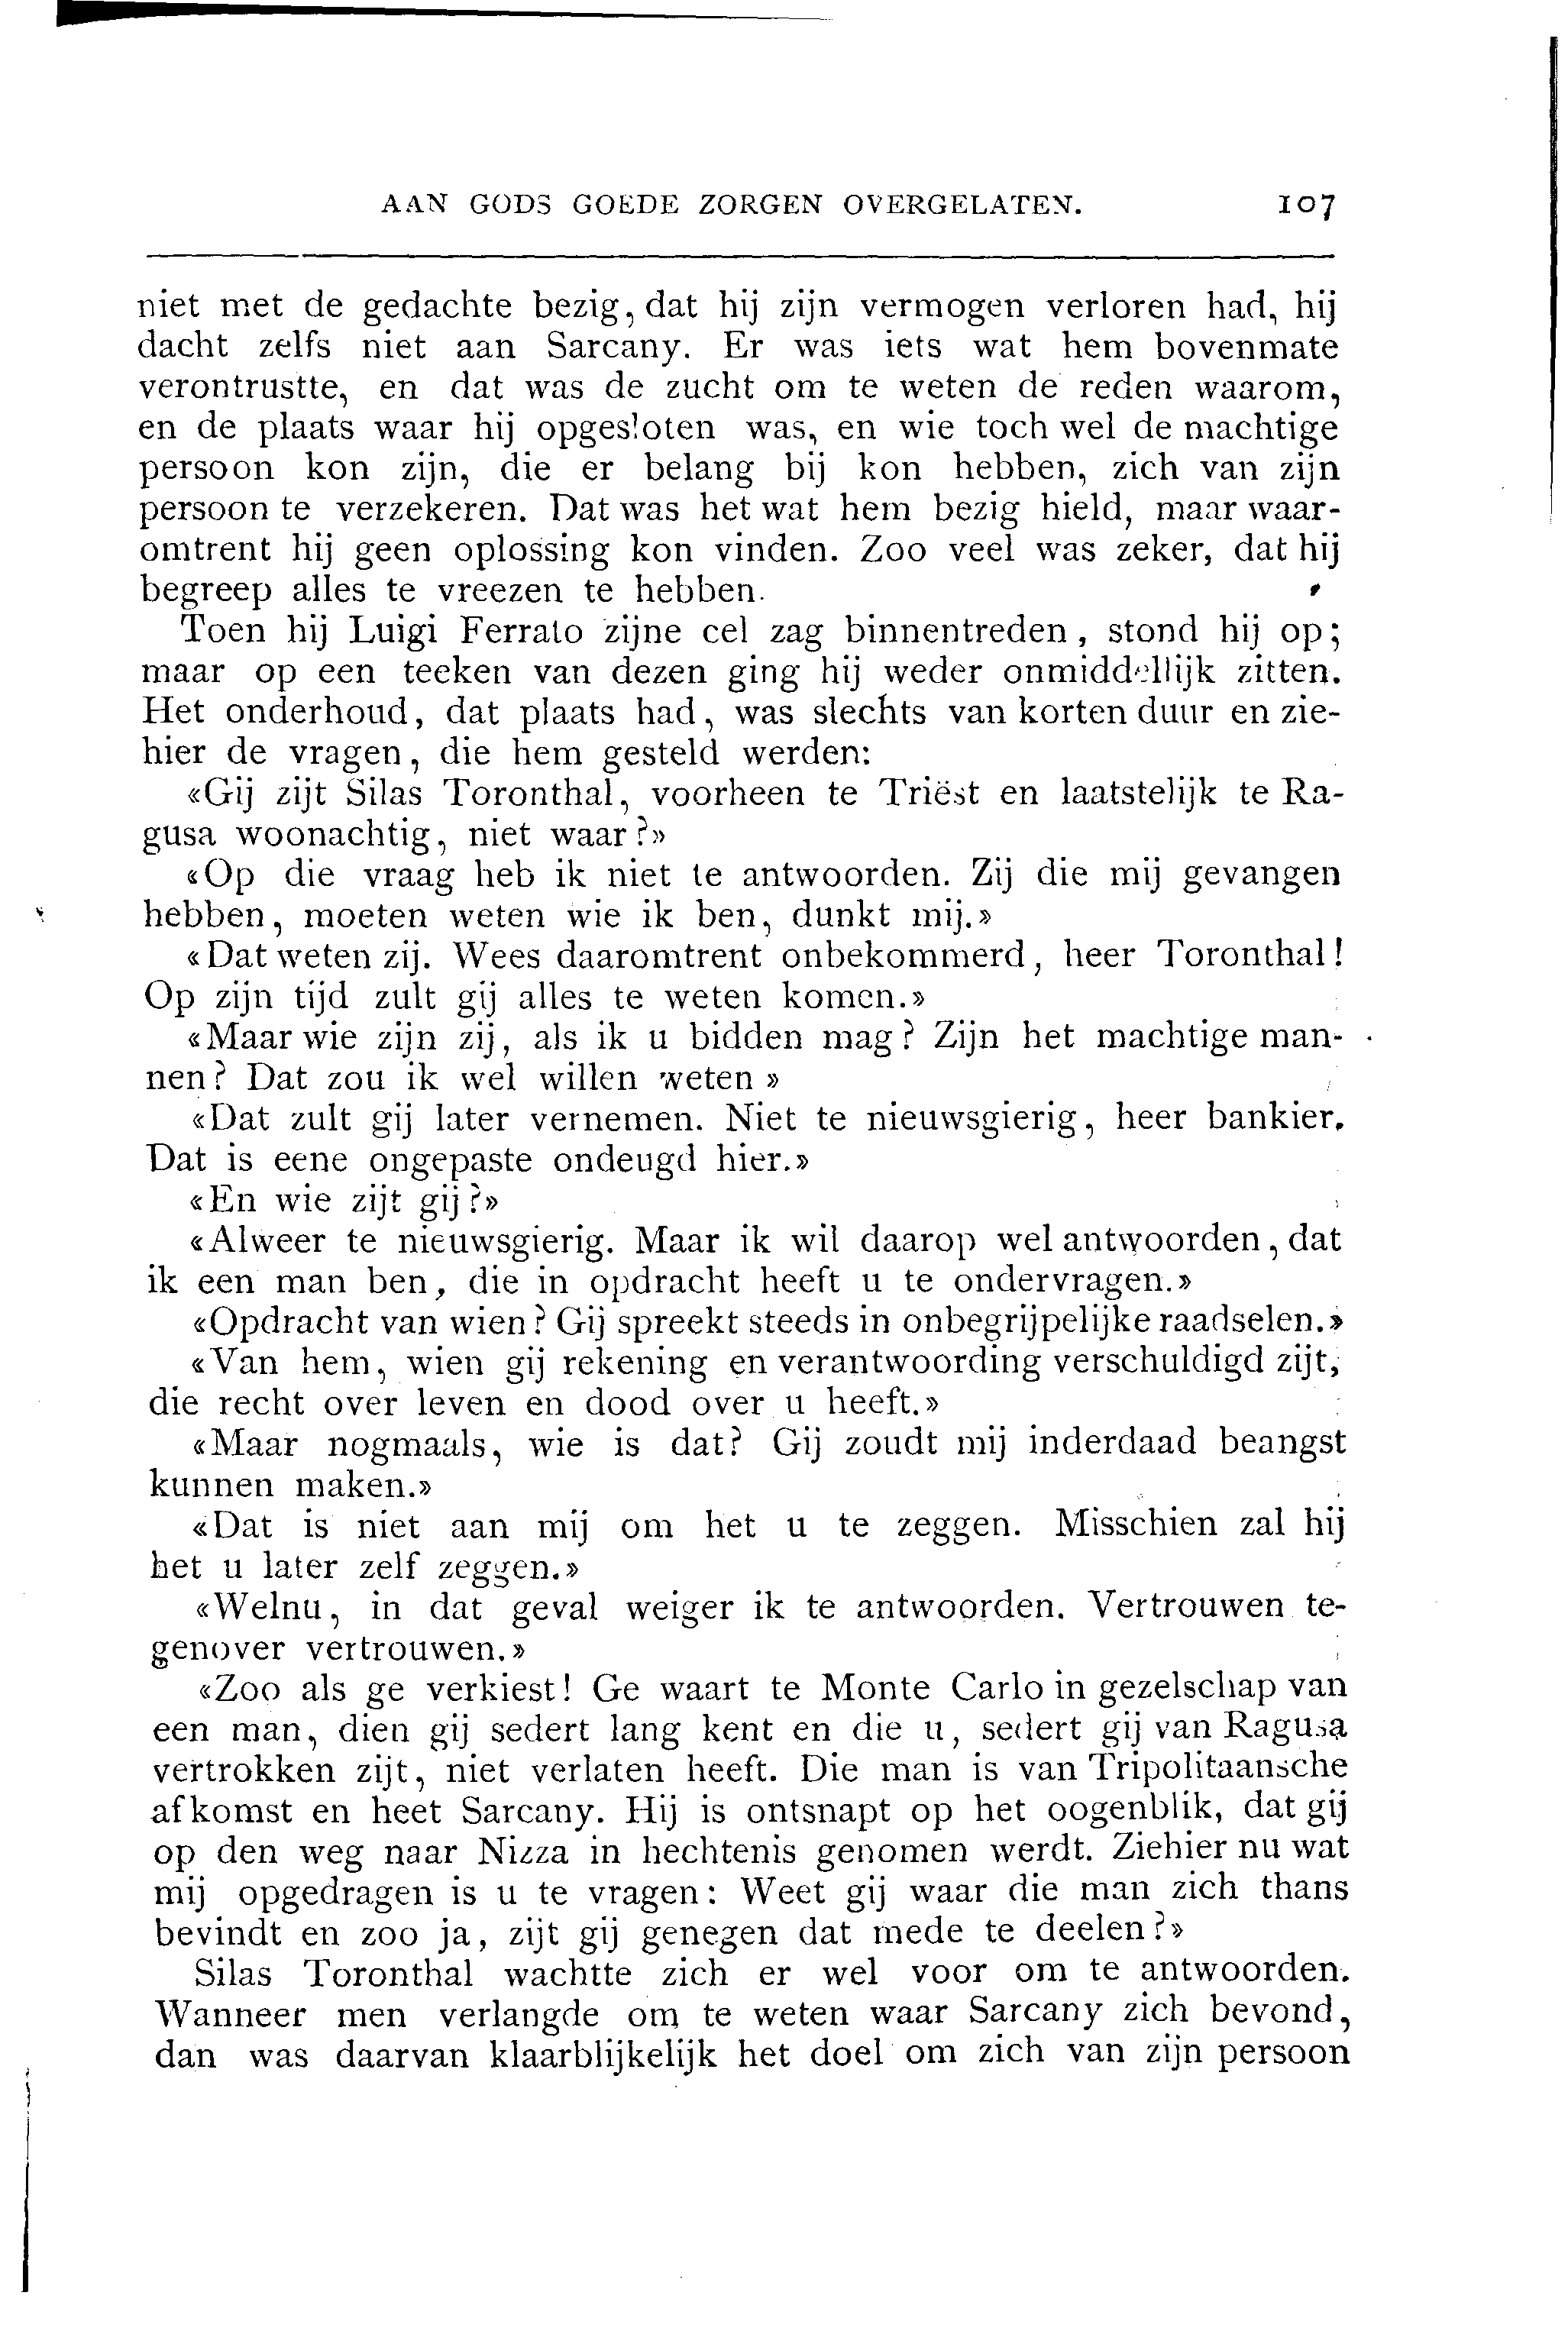 AAN GODS GOEDE ZORGEN OVERGELATEN. 107
niet met de gedachte bezig, dat hij zijn vermogen verloren had, hij
dacht zelfs niet aan Sarcany. Er was iets wat hem bovenmate
verontrustte, en dat was de zucht om te weten de reden waarom,
en de plaats waar hij opgesloten was, en wie toch wel de machtige
persoon kon zijn, die er belang bij kon hebben, zich van zijn
persoon te verzekeren. Dat was het wat hem bezig hield, maar waar-
omtrent hij geen oplossing kon vinden. Zoo veel was zeker, dat hij
begreep alles te vreezen te hebben.
Toen hij Luigi Ferrato zijne cel zag binnentreden, stond hij op;
maar op een teeken van dezen ging hij weder onmiddellijk zitten.
Het onderhoud, dat plaats had, was slechts van korten duur en zie-
hier de vragen, die hem gesteld werden:
«Gij zijt Silas Toronthal, voorheen te Triëst en laatstelijk te Ra-
gusa woonachtig, niet waar?»
«Op die vraag heb ik niet te antwoorden. Zij die mij gevangen
hebben, moeten weten wie ik ben, dunkt mij.»
«Dat weten zij. Wees daaromtrent onbekommerd, heer Toronthal!
Op zijn tijd zult gij alles te weten komen.»
«Maar wie zijn zij, als ik u bidden mag? Zijn het machtige man-
nen? Dat zou ik wel willen weten »
«Dat zult gij later vernemen. Niet te nieuwsgierig, heer bankier.
Dat is eene ongepaste ondeugd hier.»
«En wie zijt gij?»
«Alweer te nieuwsgierig. Maar ik wil daarop wel antwoorden, dat
ik een man ben, die in opdracht heeft u te ondervragen.»
«Opdracht van wien? Gij spreekt steeds in onbegrijpelijke raadselen.»
«Van hem, wien gij rekening en verantwoording verschuldigd zijt,
die recht over leven en dood over u heeft.»
«Maar nogmaals, wie is dat? Gij zoudt mij inderdaad beangst
kunnen maken.»
«Dat is niet aan mij om het u te zeggen. Misschien zal hij
het u later zelf zeggen.»
«Welnu, in dat geval weiger ik te antwoorden. Vertrouwen te-
genover vertrouwen.»
«Zoo als ge verkiest! Ge waart te Monte Carlo in gezelschap van
een man, dien gij sedert lang kent en die u, sedert gij van Ragusa
vertrokken zijt, niet verlaten heeft. Die man is van Tripolitaansche
afkomst en heet Sarcany. Hij is ontsnapt op het oogenblik, dat gij
op den weg naar Nizza in hechtenis genomen werdt. Ziehier nu wat
mij opgedragen is u te vragen: Weet gij waar die man zich thans
bevindt en zoo ja, zijt gij genegen dat mede te deelen?»
Silas Toronthal wachtte zich er wel voor om te antwoorden.
Wanneer men verlangde om te weten waar Sarcany zich bevond,
dan was daarvan klaarblijkelijk het doel om zich van zijn persoon